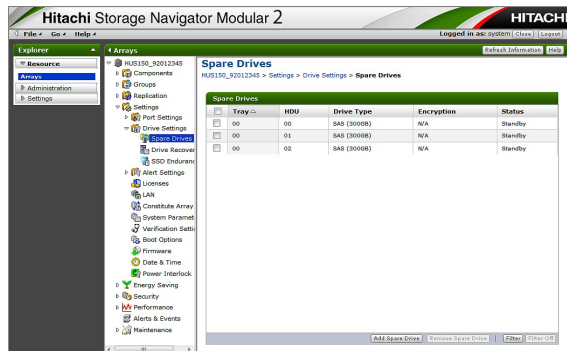 Hitachi Storage Navigator Modular 2
HITACHI
File Go Help
Logged in as: system Close Logout
Explorer
Arrays
Refresh Information Help
Resource
Arrays
Administration
Settings
HUS150_92012345
Components
Groups
Replication
Settings
Port Settings
Drive Settings
Spare Drives
Drive Recover
SSD Enduranc
Alert Settings
Licenses
LAN
Constitute Array
System Paramet
Verification Setti
Boot Options
Firmware
Date & Time
Power Interlock
Energy Saving
Security
Performance
Alerts & Events
Maintenance
Spare Drives
HUS150_92012345 > Settings > Drive Settings > Spare Drives
Spare Drives
Tray HDU Drive Type Encryption Status
00 00 SAS (300GB) N/A Standby
00 01 SAS (300GB) N/A Standby
00 02 SAS (300GB) N/A Standby
Add Spare Drive Remove Spare Drive | Filter Filter Off